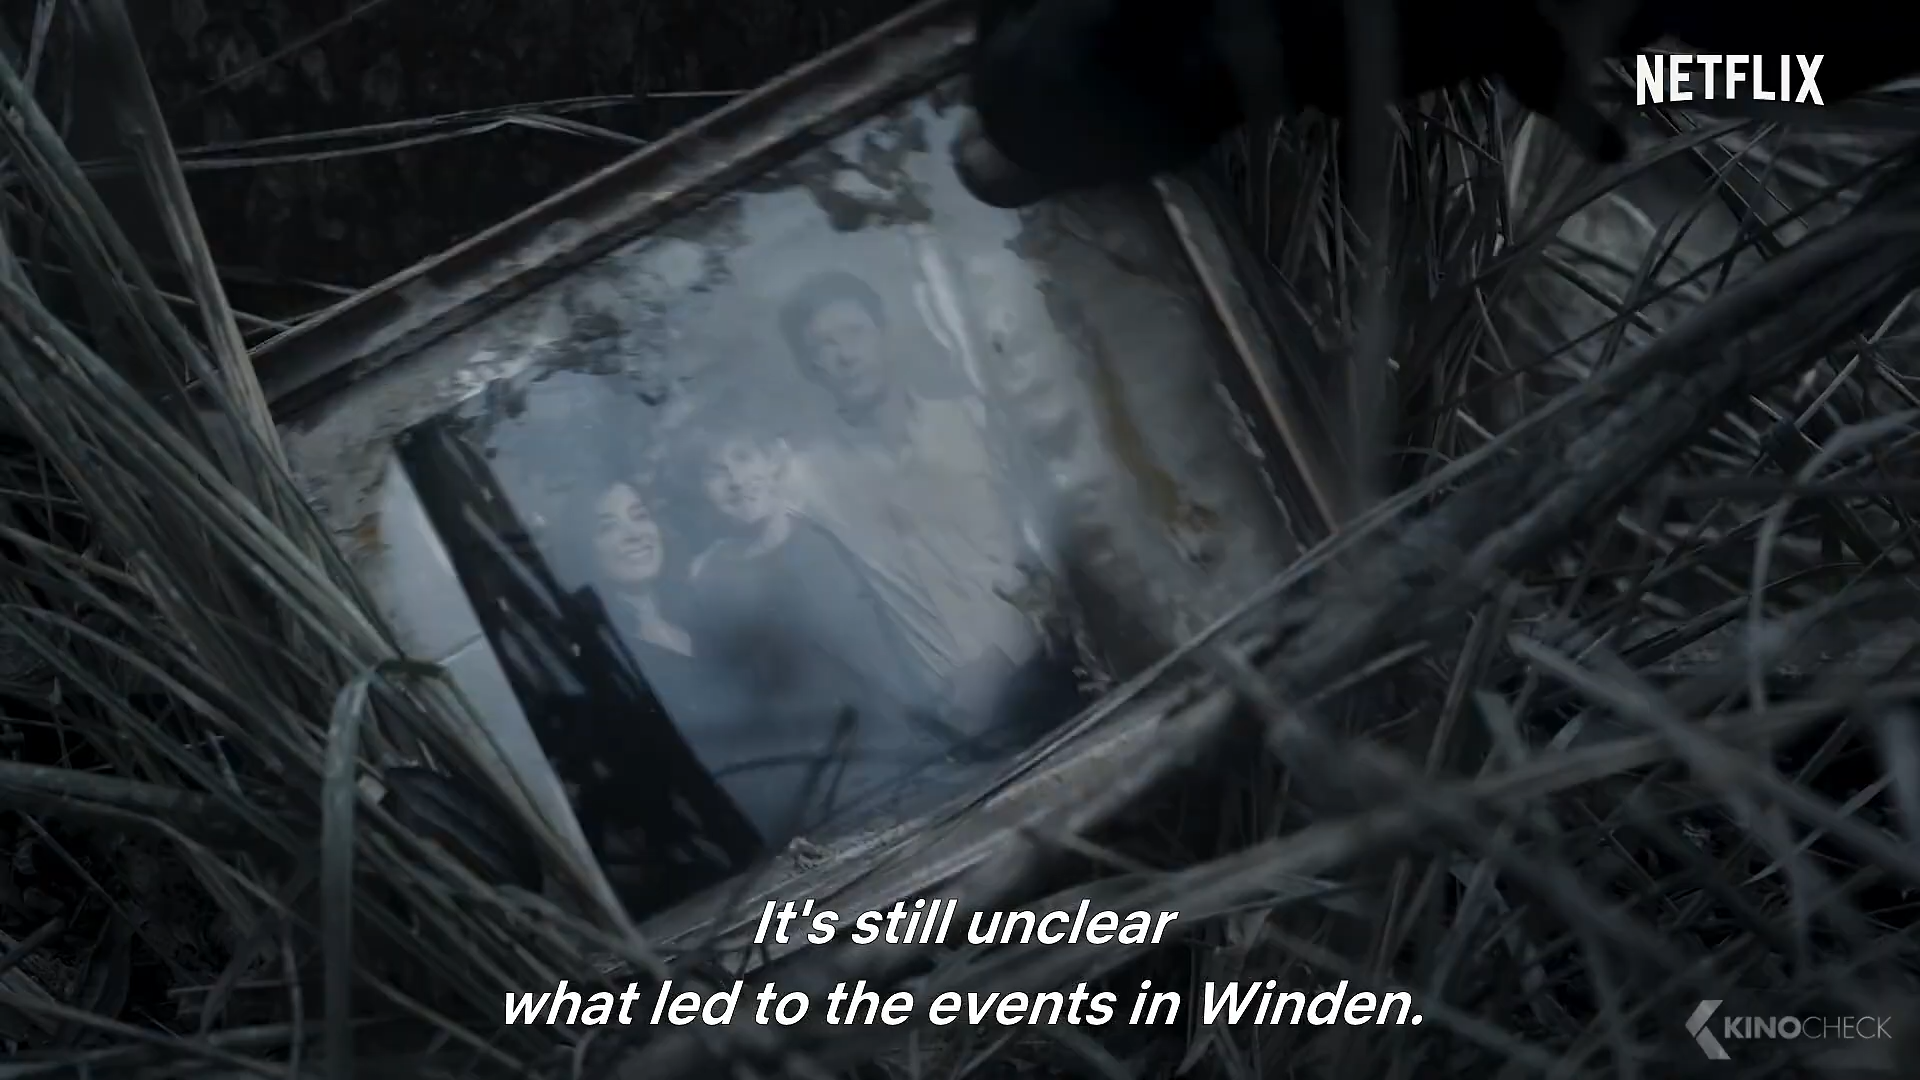 NETFLIX
It's still unclear
what led to the events in Winden.
KINOCHECK